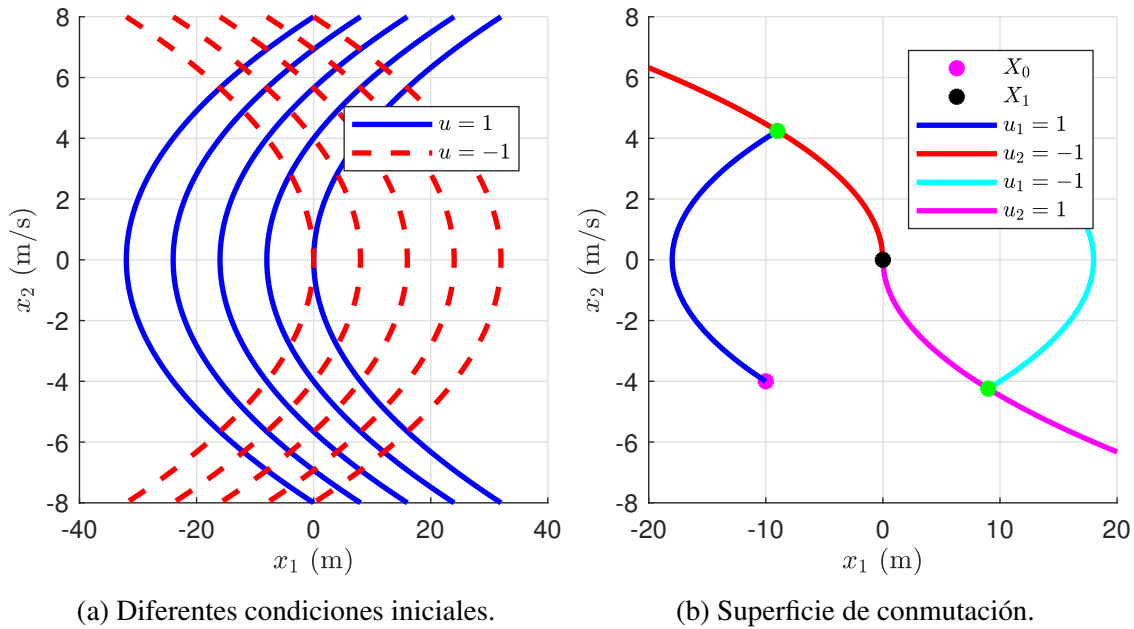 8
6
4
2
0
-2
-4
-6
-8
-40
-20
0
20
40
x₂ (m/s)
x₁ (m)
u = 1
u = −1
(a) Diferentes condiciones iniciales.
8
6
4
2
0
-2
-4
-6
-8
-20
-10
0
10
20
x₂ (m/s)
x₁ (m)
X₀
X₁
u₁ = 1
u₂ = −1
u₁ = −1
u₂ = 1
(b) Superficie de conmutación.